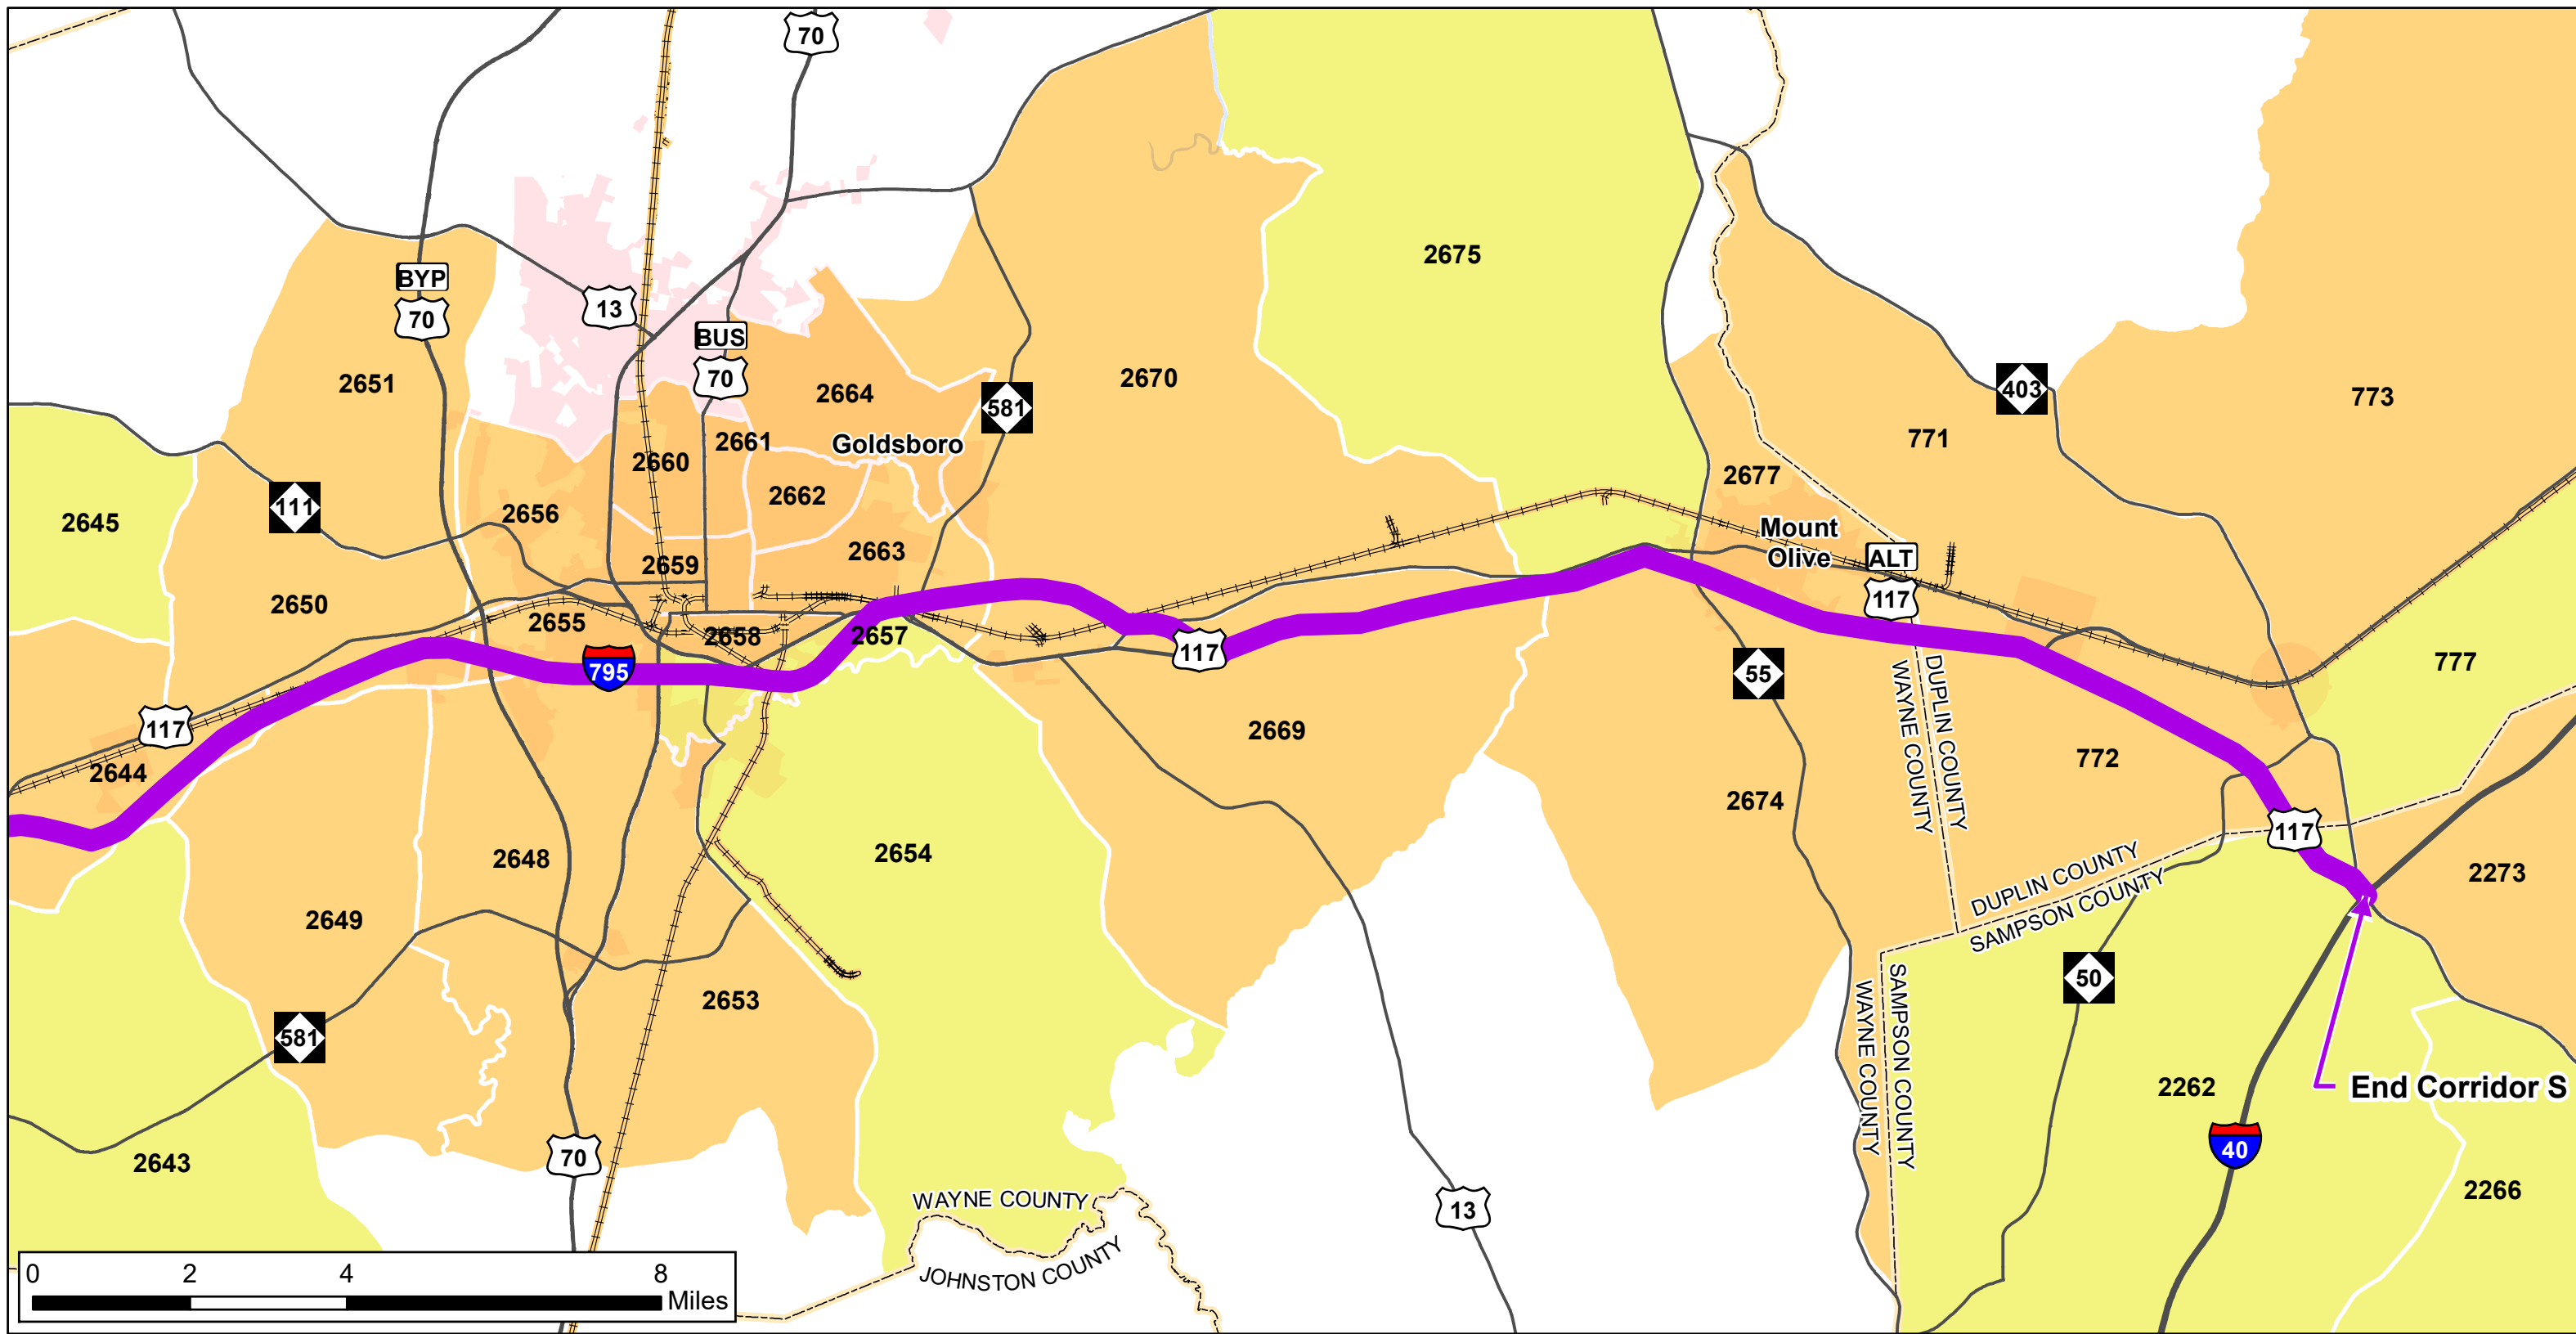 70
2675
BYP
70
13
BUS
70
2651
2664
581
2670
403
773
2661
Goldsboro
771
2660
2662
2677
111
2645
2656
2663
Mount
Olive
ALT
117
2659
2650
2655
2658
2657
117
795
55
DUPLIN COUNTY
WAYNE COUNTY
777
117
2669
2644
772
2674
117
2648
2654
DUPLIN COUNTY
SAMPSON COUNTY
2273
2649
50
2653
581
SAMPSON COUNTY
WAYNE COUNTY
2262
End Corridor S
40
70
2643
2266
WAYNE COUNTY
13
JOHNSTON COUNTY
0 2 4 8
Miles